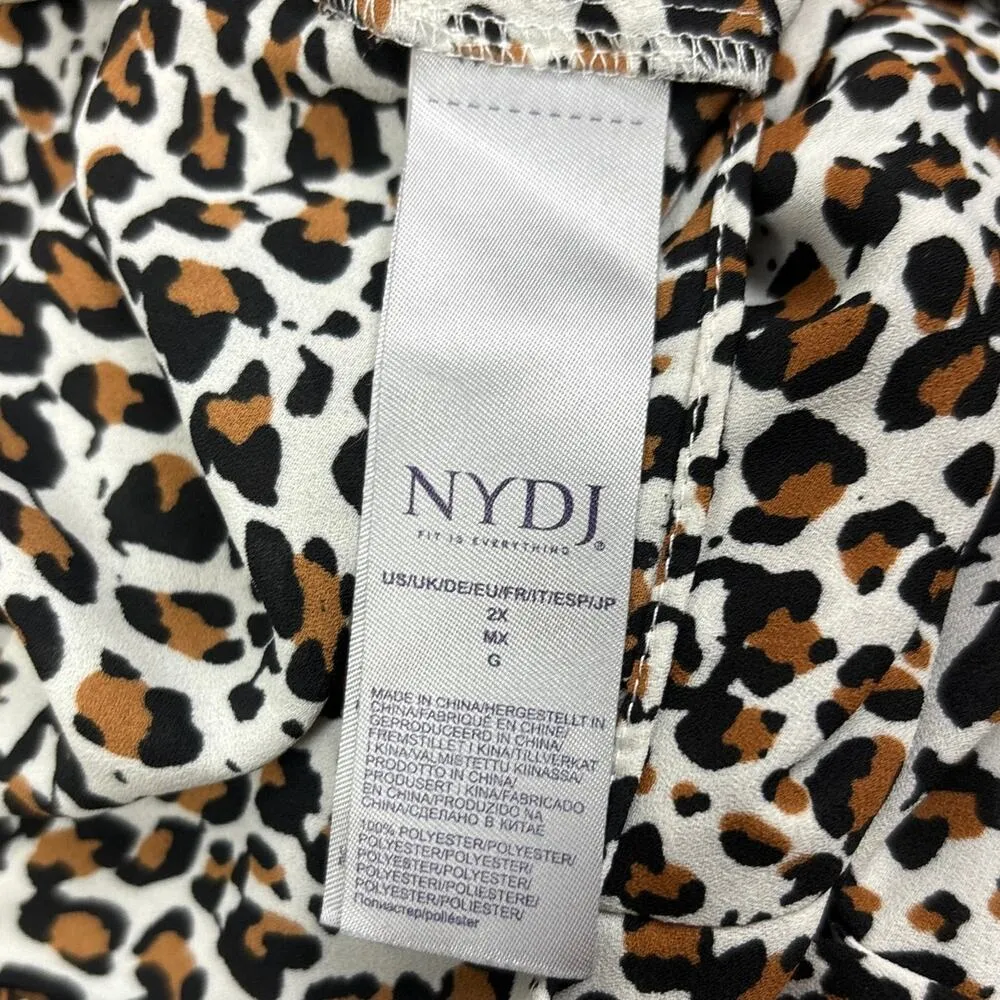 NYDJ®
FIT IS EVERYTHING
US/UK/DE/EU/FR/IT/ESP/JP
2X
MX
G
MADE IN CHINA/HERGESTELLT IN
CHINA/FABRIQUÉ EN CHINE/
GEPRODUCEERD IN CHINA/
FREMSTILLET I KINA/TILLVERKAT
I KINA/VALMISTETTU KIINASSA/
PRODOTTO IN CHINA/
PRODUSERT I KINA/FABRICADO
EN CHINA/PRODUZIDO NA
CHINA/VСДЕЛАНО В КИТАЕ
100% POLYESTER/POLYESTER/
POLYESTER/POLYESTER/
POLYESTER/POLYESTER/
POLYESTERI/POLIESTERE/
POLYESTER/POLIÉSTER/
Полиэстер/poliéster